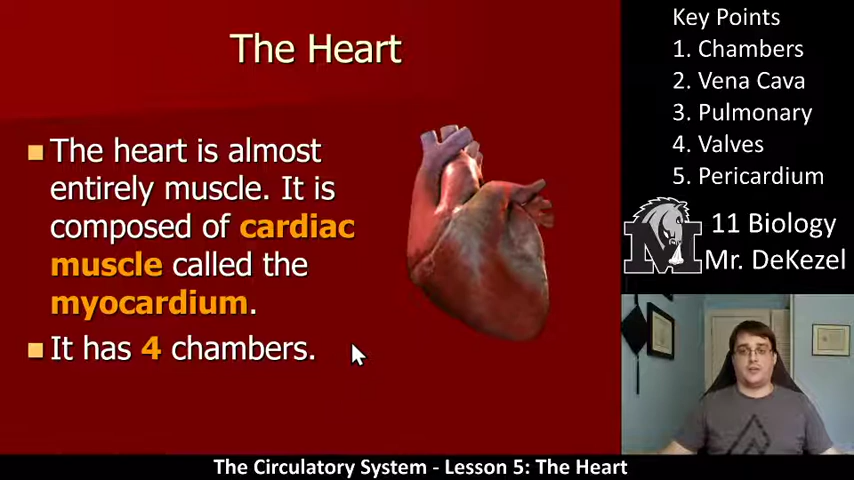 The Heart
■ The heart is almost
entirely muscle. It is
composed of cardiac
muscle called the
myocardium.
■ It has 4 chambers.
Key Points
1. Chambers
2. Vena Cava
3. Pulmonary
4. Valves
5. Pericardium
M
11 Biology
Mr. DeKezel
The Circulatory System - Lesson 5: The Heart